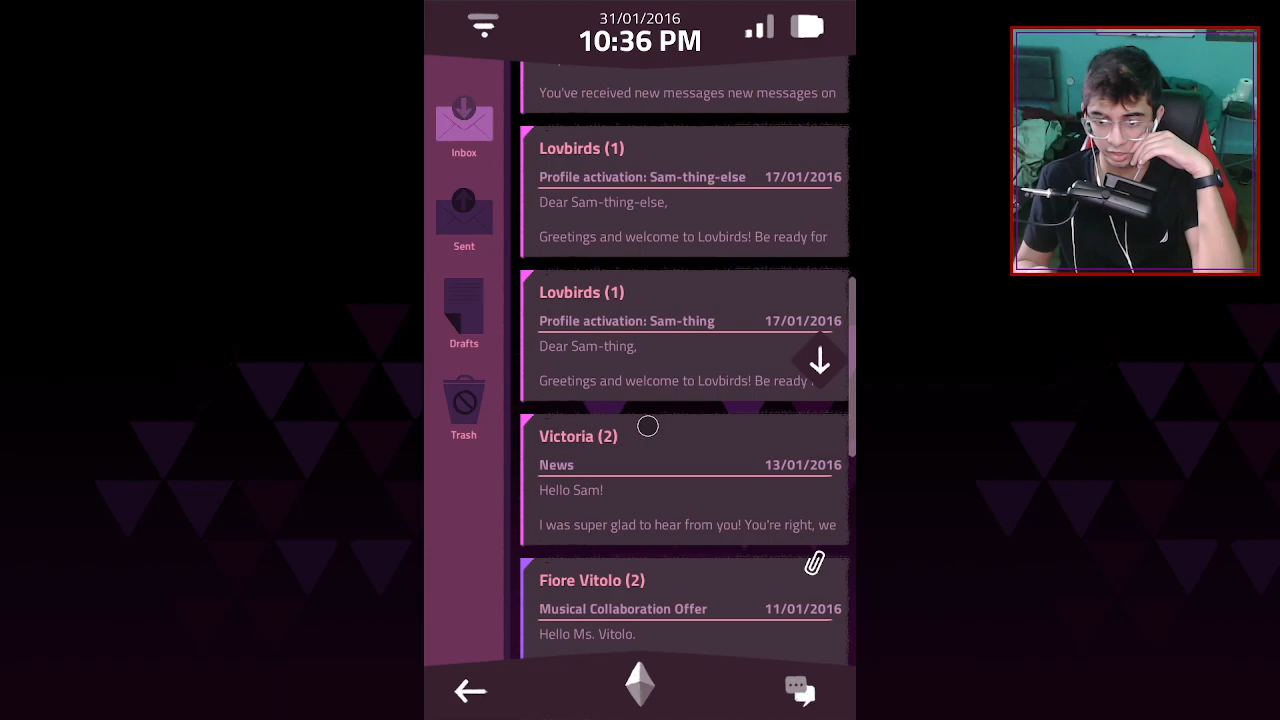 31/01/2016
10:36 PM
Inbox
Sent
Drafts
Trash
You've received new messages new messages on
Lovbirds (1)
Profile activation: Sam-thing-else 17/01/2016
Dear Sam-thing-else,
Greetings and welcome to Lovbirds! Be ready for
Lovbirds (1)
Profile activation: Sam-thing 17/01/2016
Dear Sam-thing,
Greetings and welcome to Lovbirds! Be ready
Victoria (2)
News 13/01/2016
Hello Sam!
I was super glad to hear from you! You're right, we
Fiore Vitolo (2)
Musical Collaboration Offer 11/01/2016
Hello Ms. Vitolo.